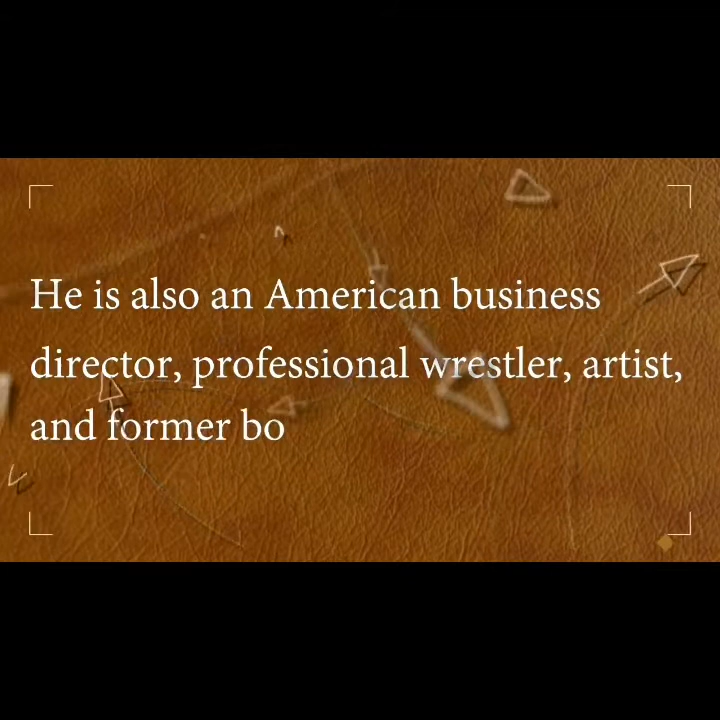 He is also an American business
director, professional wrestler, artist,
and former bo